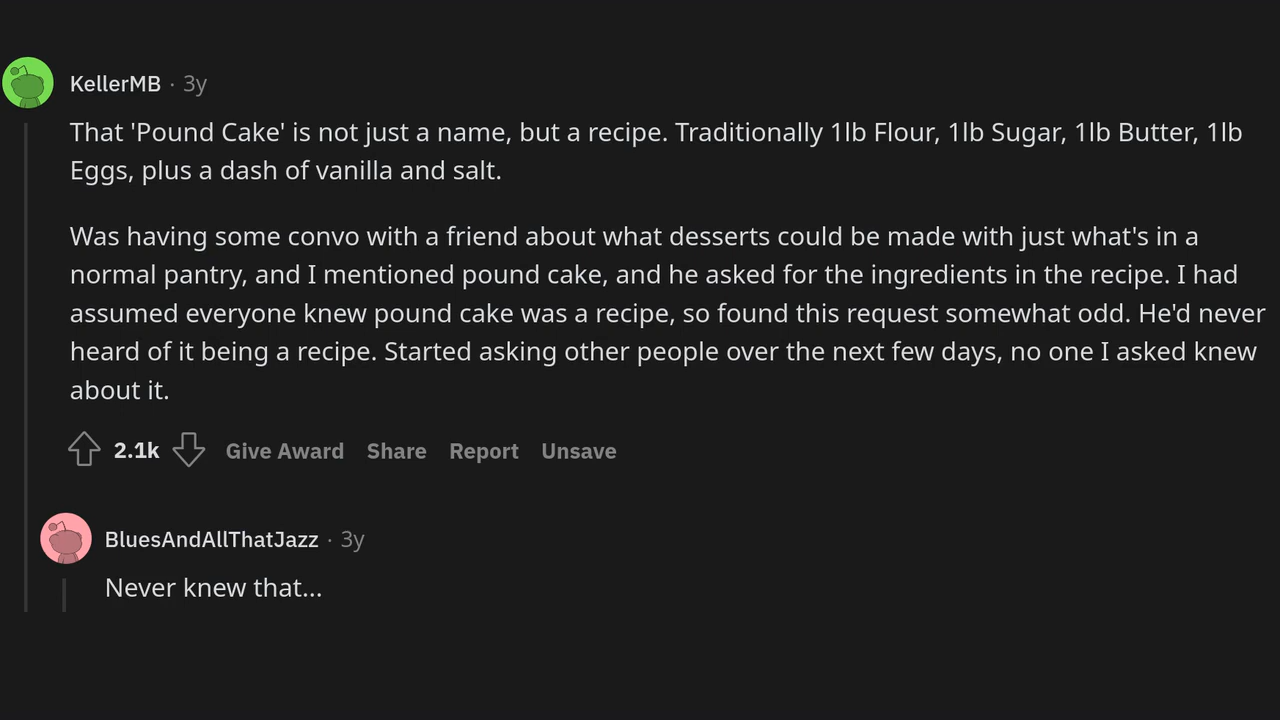 KellerMB · 3y
That 'Pound Cake' is not just a name, but a recipe. Traditionally 1lb Flour, 1lb Sugar, 1lb Butter, 1lb
Eggs, plus a dash of vanilla and salt.
Was having some convo with a friend about what desserts could be made with just what's in a
normal pantry, and I mentioned pound cake, and he asked for the ingredients in the recipe. I had
assumed everyone knew pound cake was a recipe, so found this request somewhat odd. He'd never
heard of it being a recipe. Started asking other people over the next few days, no one I asked knew
about it.
2.1k Give Award Share Report Unsave
BluesAndAllThatJazz · 3y
Never knew that...